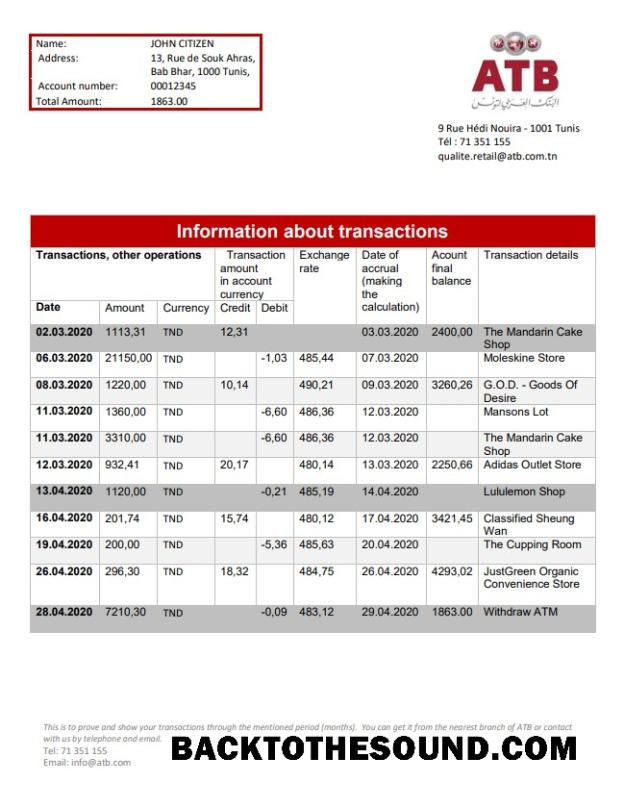 Name: JOHN CITIZEN
Address: 13, Rue de Souk Ahras,
Bab Bhar, 1000 Tunis,
Account number: 00012345
Total Amount: 1863.00
ATB
البنك العربي لتونس
9 Rue Hédi Nouira - 1001 Tunis
Tél : 71 351 155
qualite.retail@atb.com.tn
Information about transactions
Transactions, other operations Transaction amount in account currency Exchange rate Date of accrual (making the calculation) Acount final balance Transaction details
Date Amount Currency Credit Debit
02.03.2020 1113,31 TND 12,31 03.03.2020 2400,00 The Mandarin Cake Shop
06.03.2020 21150,00 TND -1,03 485,44 07.03.2020 Moleskine Store
08.03.2020 1220,00 TND 10,14 490,21 09.03.2020 3260,26 G.O.D. - Goods Of Desire
11.03.2020 1360,00 TND -6,60 486,36 12.03.2020 Mansons Lot
11.03.2020 3310,00 TND -6,60 486,36 12.03.2020 The Mandarin Cake Shop
12.03.2020 932,41 TND 20,17 480,14 13.03.2020 2250,66 Adidas Outlet Store
13.04.2020 1120,00 TND -0,21 485,19 14.04.2020 Lululemon Shop
16.04.2020 201,74 TND 15,74 480,12 17.04.2020 3421,45 Classified Sheung Wan
19.04.2020 200,00 TND -5,36 485,63 20.04.2020 The Cupping Room
26.04.2020 296,30 TND 18,32 484,75 26.04.2020 4293,02 JustGreen Organic Convenience Store
28.04.2020 7210,30 TND -0,09 483,12 29.04.2020 1863.00 Withdraw ATM
This is to prove and show your transactions through the mentioned period (months). You can get it from the nearest branch of ATB or contact
with us by telephone and email.
Tel: 71 351 155
Email: info@atb.com
BACKTOTHESOUND.COM